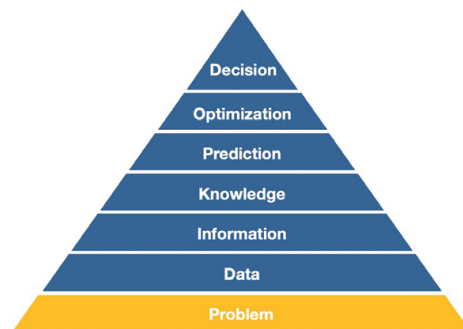 Decision
Optimization
Prediction
Knowledge
Information
Data
Problem